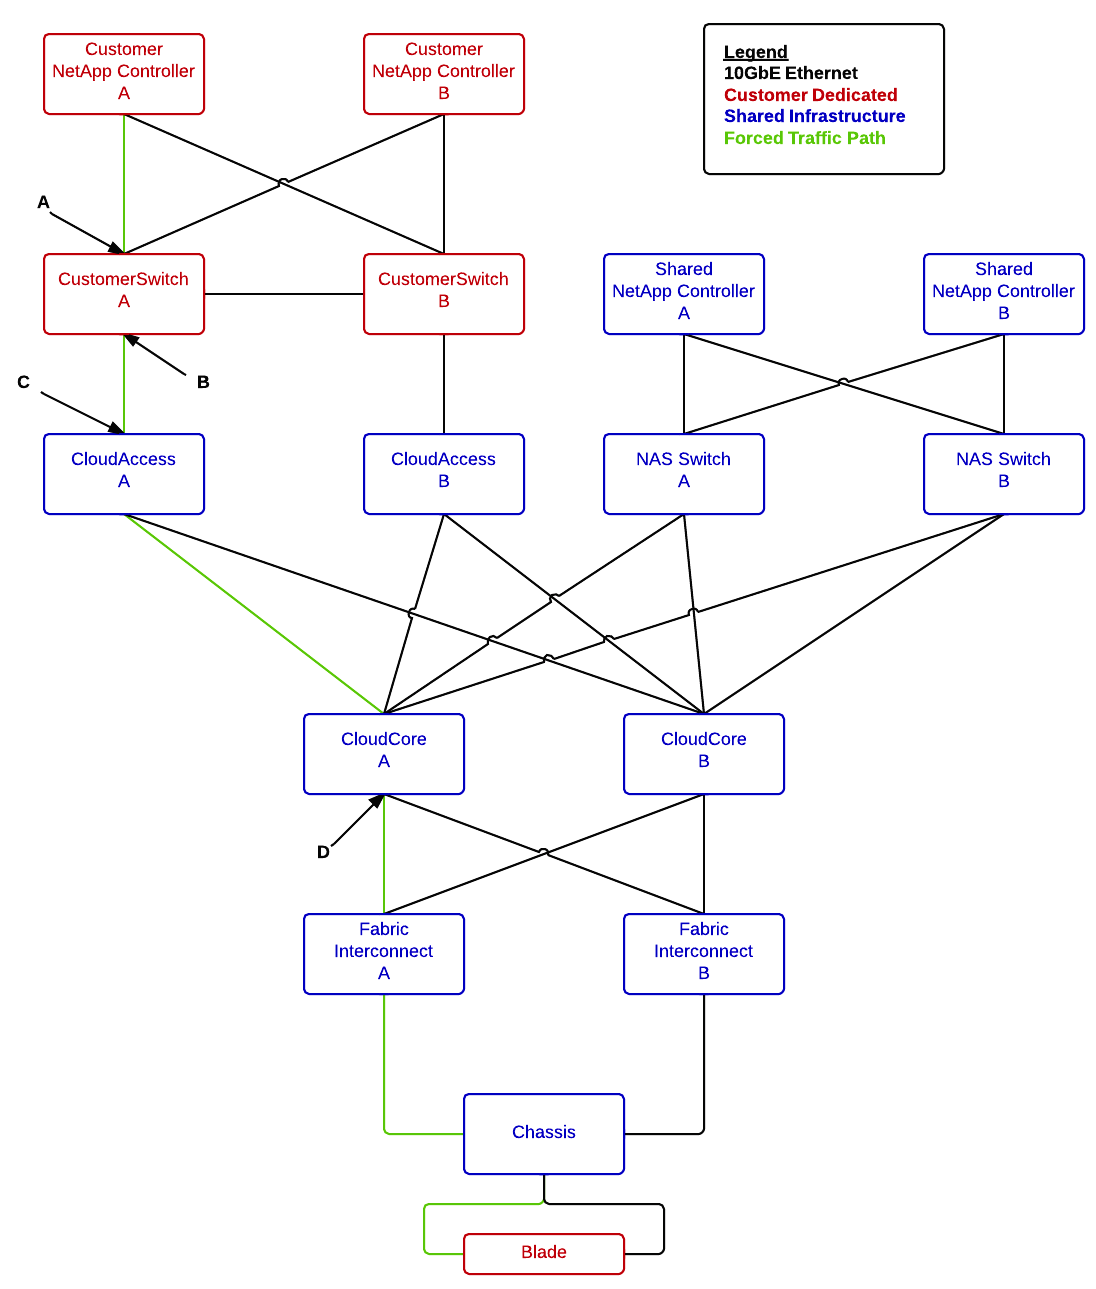 Customer
NetApp Controller
A
Customer
NetApp Controller
B
Legend
10GbE Ethernet
Customer Dedicated
Shared Infrastructure
Forced Traffic Path
A
CustomerSwitch
A
CustomerSwitch
B
Shared
NetApp Controller
A
Shared
NetApp Controller
B
C
B
CloudAccess
A
CloudAccess
B
NAS Switch
A
NAS Switch
B
CloudCore
A
CloudCore
B
D
Fabric
Interconnect
A
Fabric
Interconnect
B
Chassis
Blade